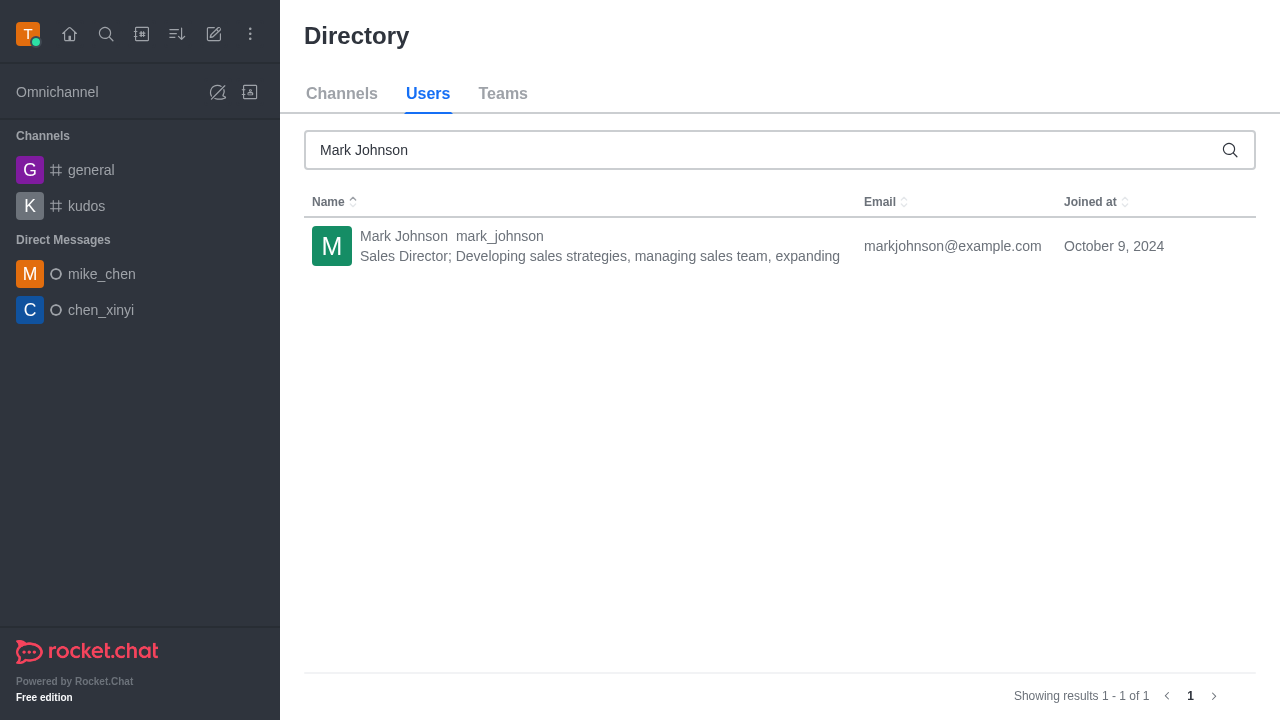 T
Directory
Omnichannel
Channels Users Teams
Channels
G general
K kudos
Direct Messages
M mike_chen
C chen_xinyi
Mark Johnson
Name Email Joined at
M Mark Johnson mark_johnson markjohnson@example.com October 9, 2024
Sales Director; Developing sales strategies, managing sales team, expanding
rocket.chat
Powered by Rocket.Chat
Free edition
Showing results 1 - 1 of 1 1